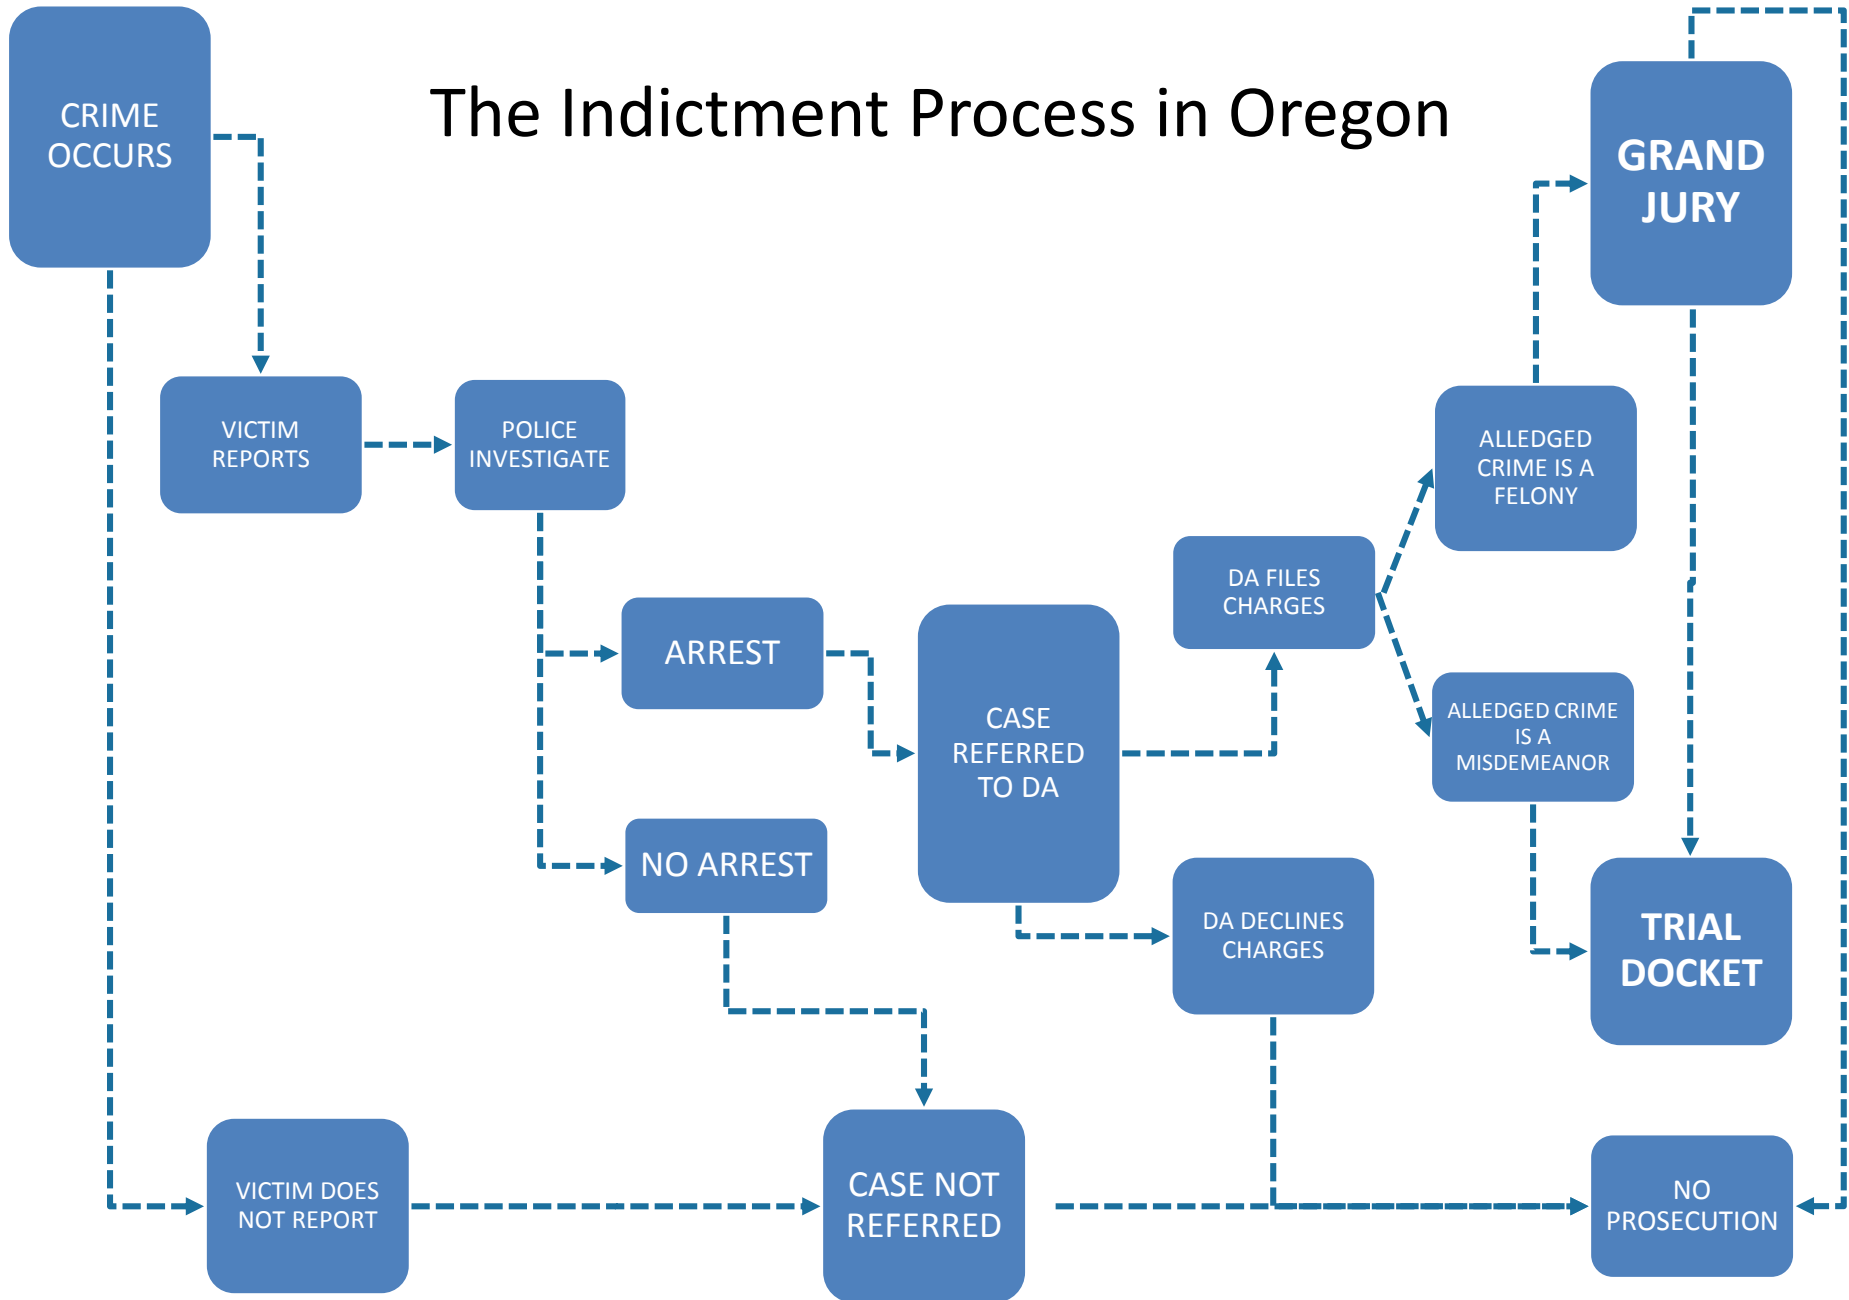 The Indictment Process in Oregon
CRIME
OCCURS
GRAND
JURY
VICTIM
REPORTS
POLICE
INVESTIGATE
ALLEDGED
CRIME IS A
FELONY
DA FILES
CHARGES
ARREST
CASE
REFERRED
TO DA
ALLEDGED CRIME
IS A
MISDEMEANOR
NO ARREST
DA DECLINES
CHARGES
TRIAL
DOCKET
VICTIM DOES
NOT REPORT
CASE NOT
REFERRED
NO
PROSECUTION